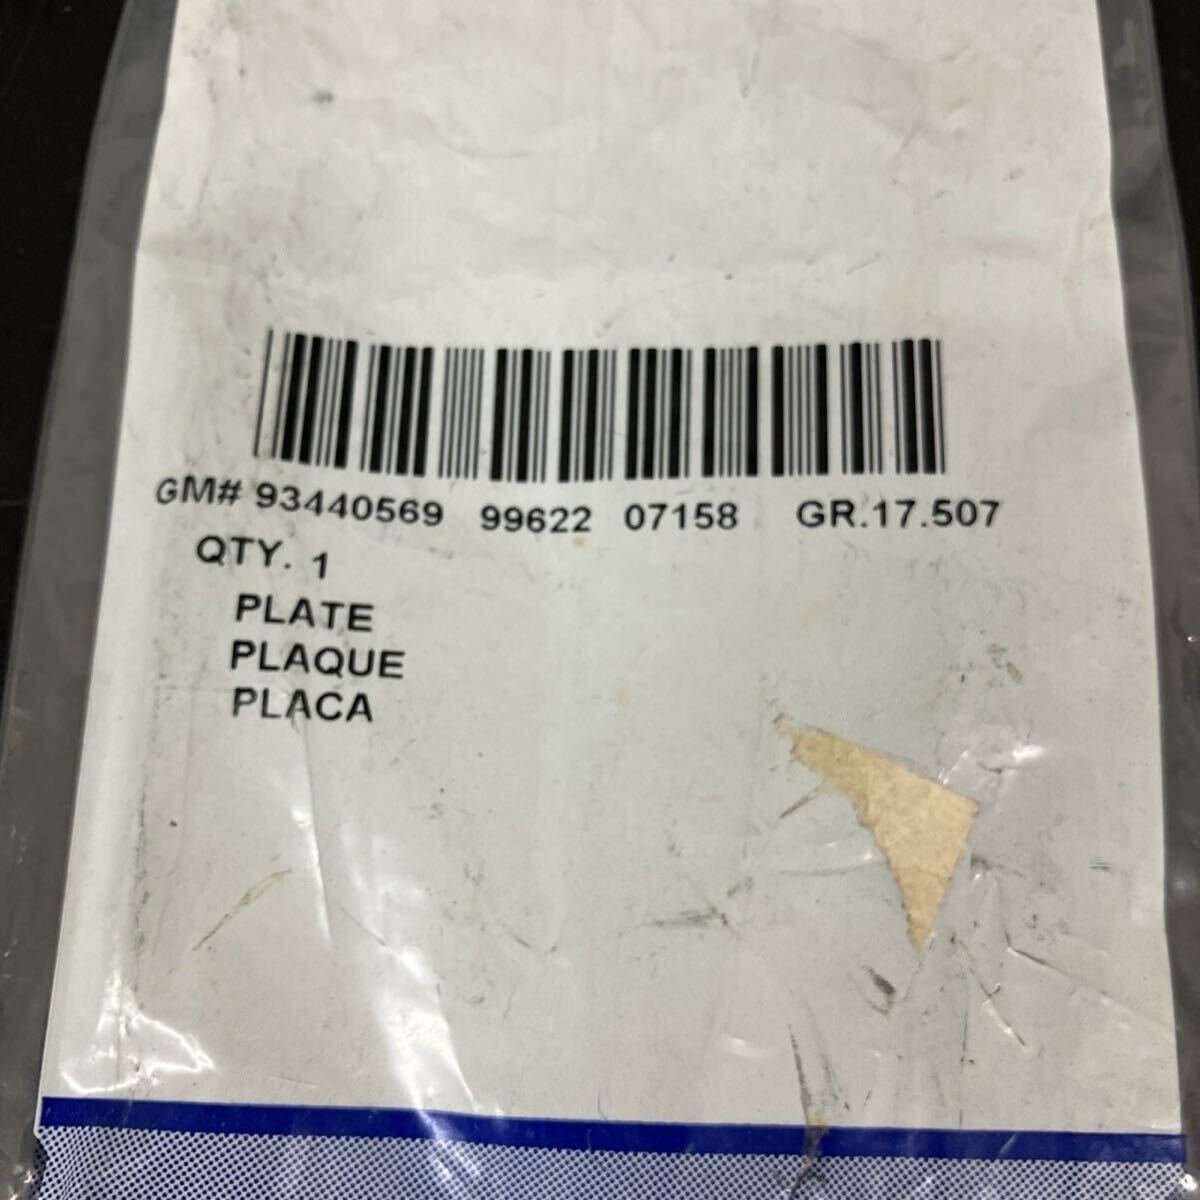 GM# 93440569 99622 07158 GR.17.507
QTY. 1
PLATE
PLAQUE
PLACA